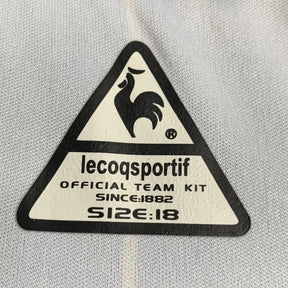 ®
lecoqsportif
OFFICIAL TEAM KIT
SINCE:1882
SIZE:18